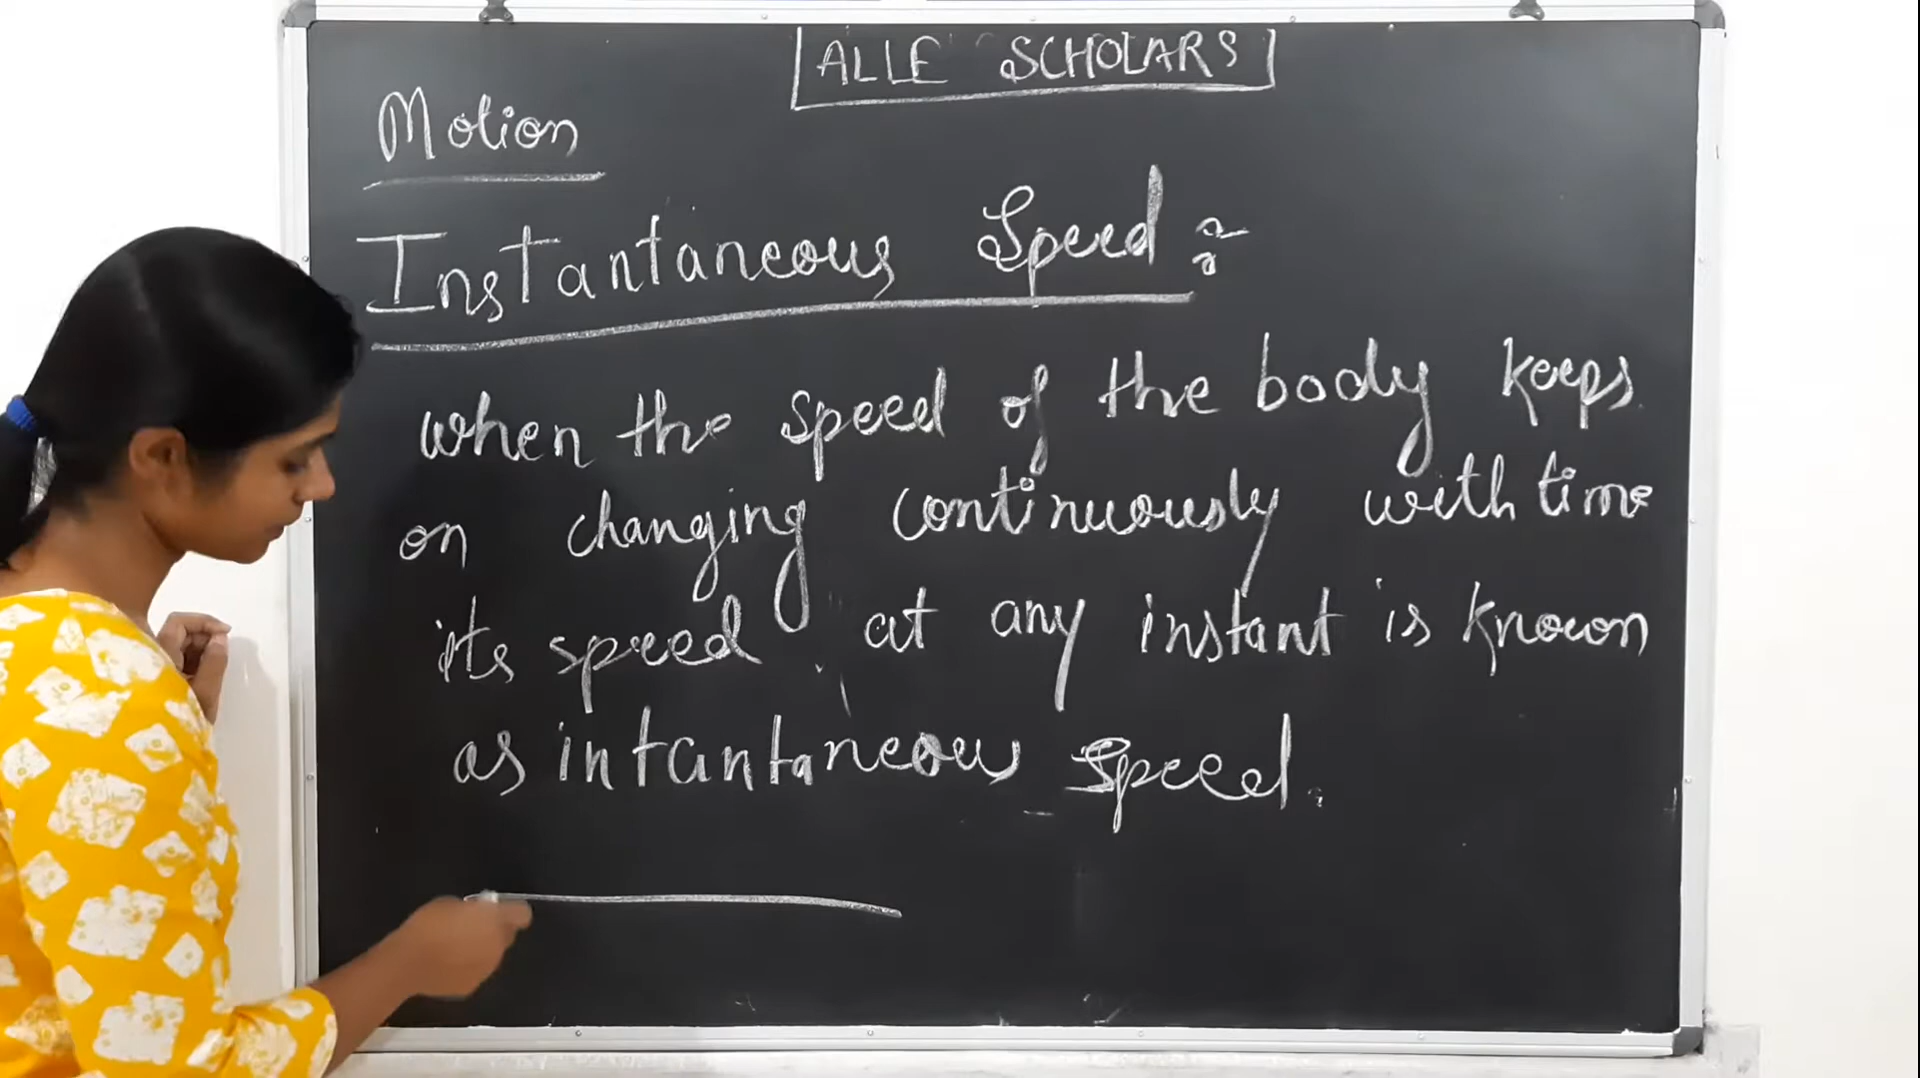 ALLE SCHOLARS
Motion
Instantaneous Speed:
when the speed of the body keeps
on changing continuously with time
its speed at any instant is known
as intantaneous speed.